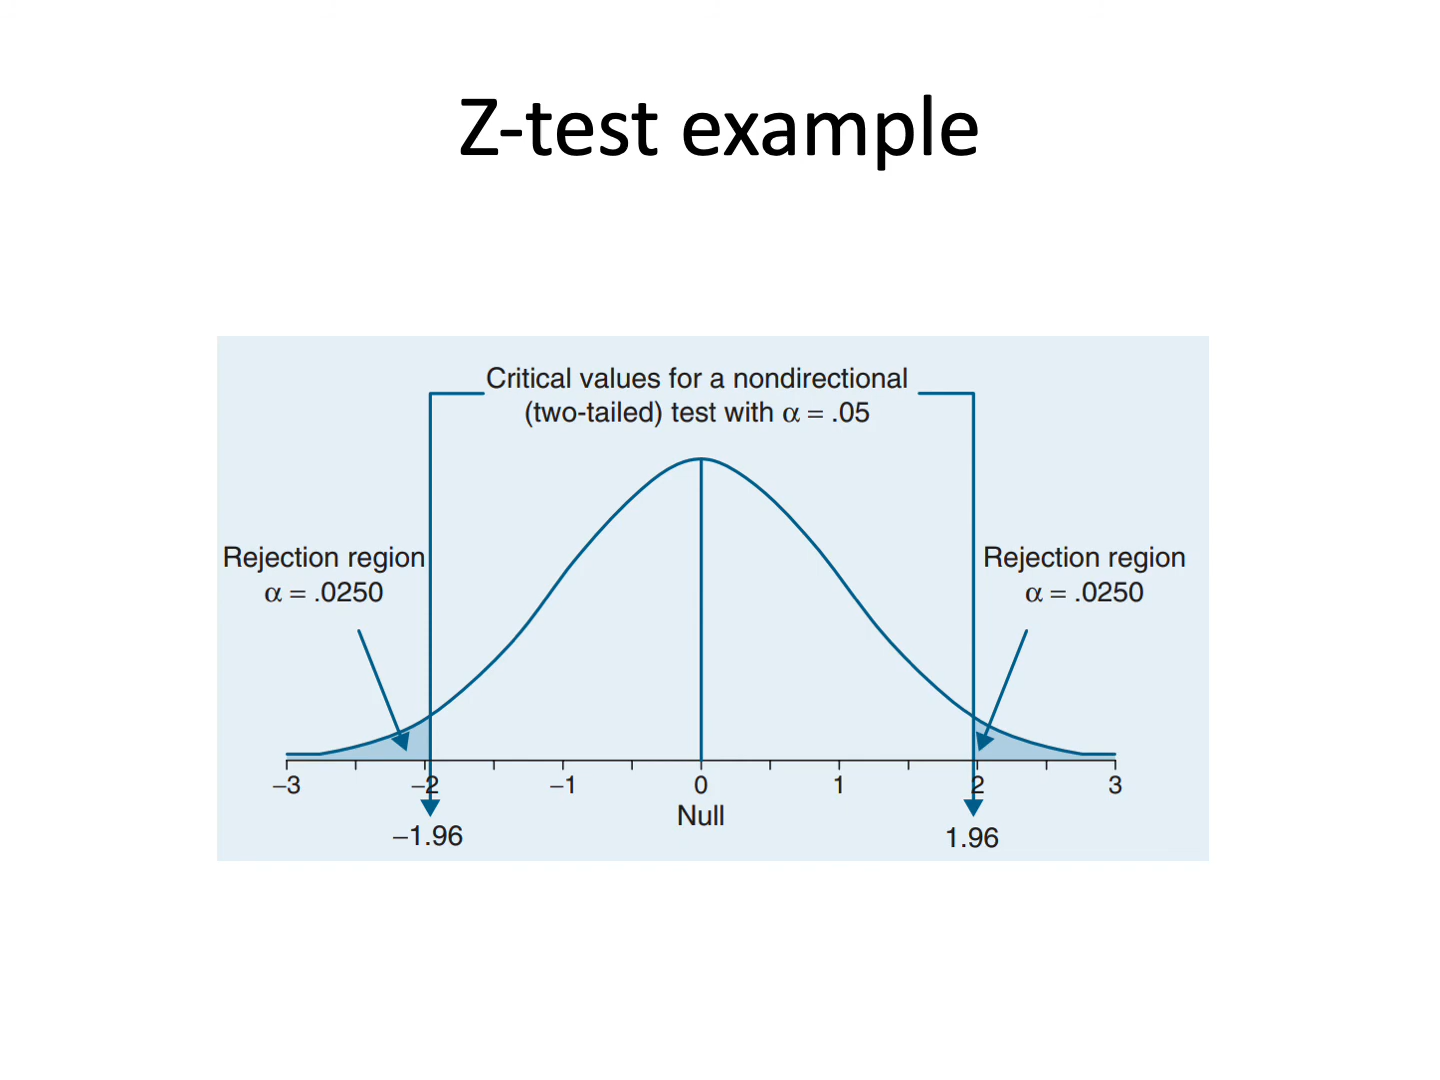 Z-test example
Critical values for a nondirectional
(two-tailed) test with α = .05
Rejection region
α = .0250
Rejection region
α = .0250
–3
–2
–1
0
1
2
3
Null
–1.96
1.96